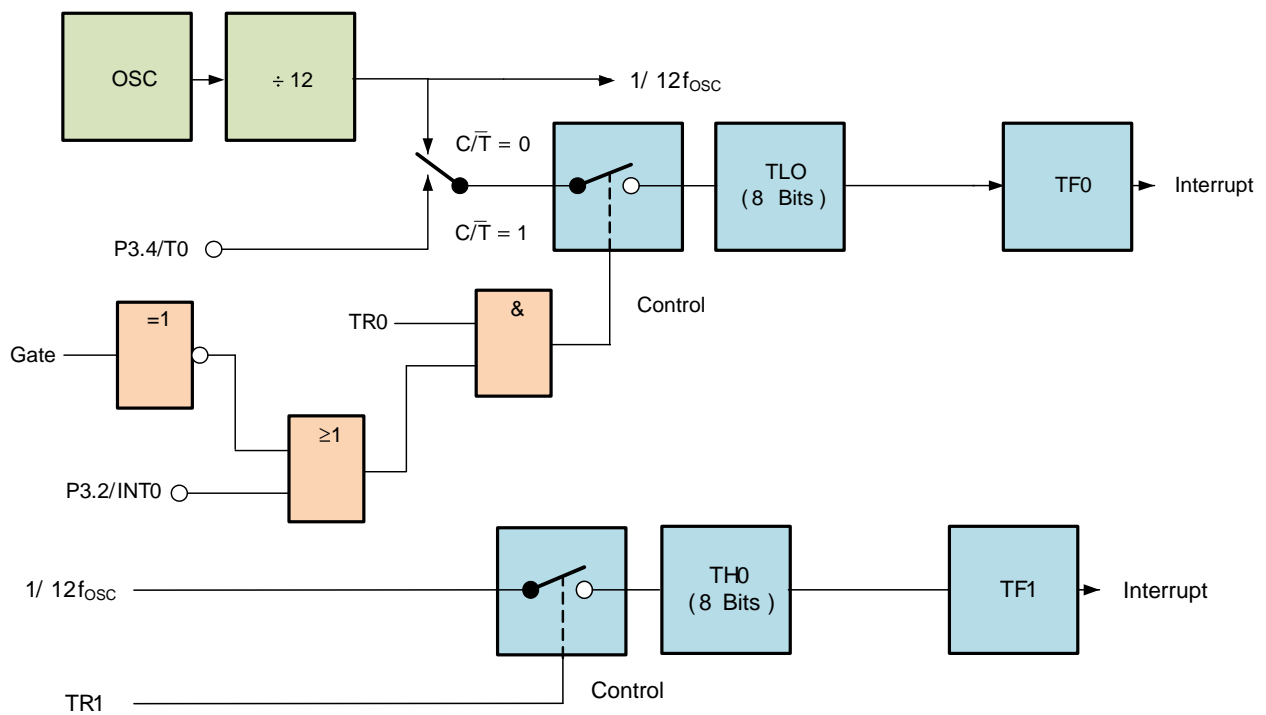 OSC
÷ 12
1/ 12fOSC
C/T̅ = 0
TLO
( 8 Bits )
TF0
Interrupt
C/T̅ = 1
P3.4/T0
Control
=1
TR0
&
Gate
≥1
P3.2/INT0
1/ 12fOSC
TH0
( 8 Bits )
TF1
Interrupt
Control
TR1